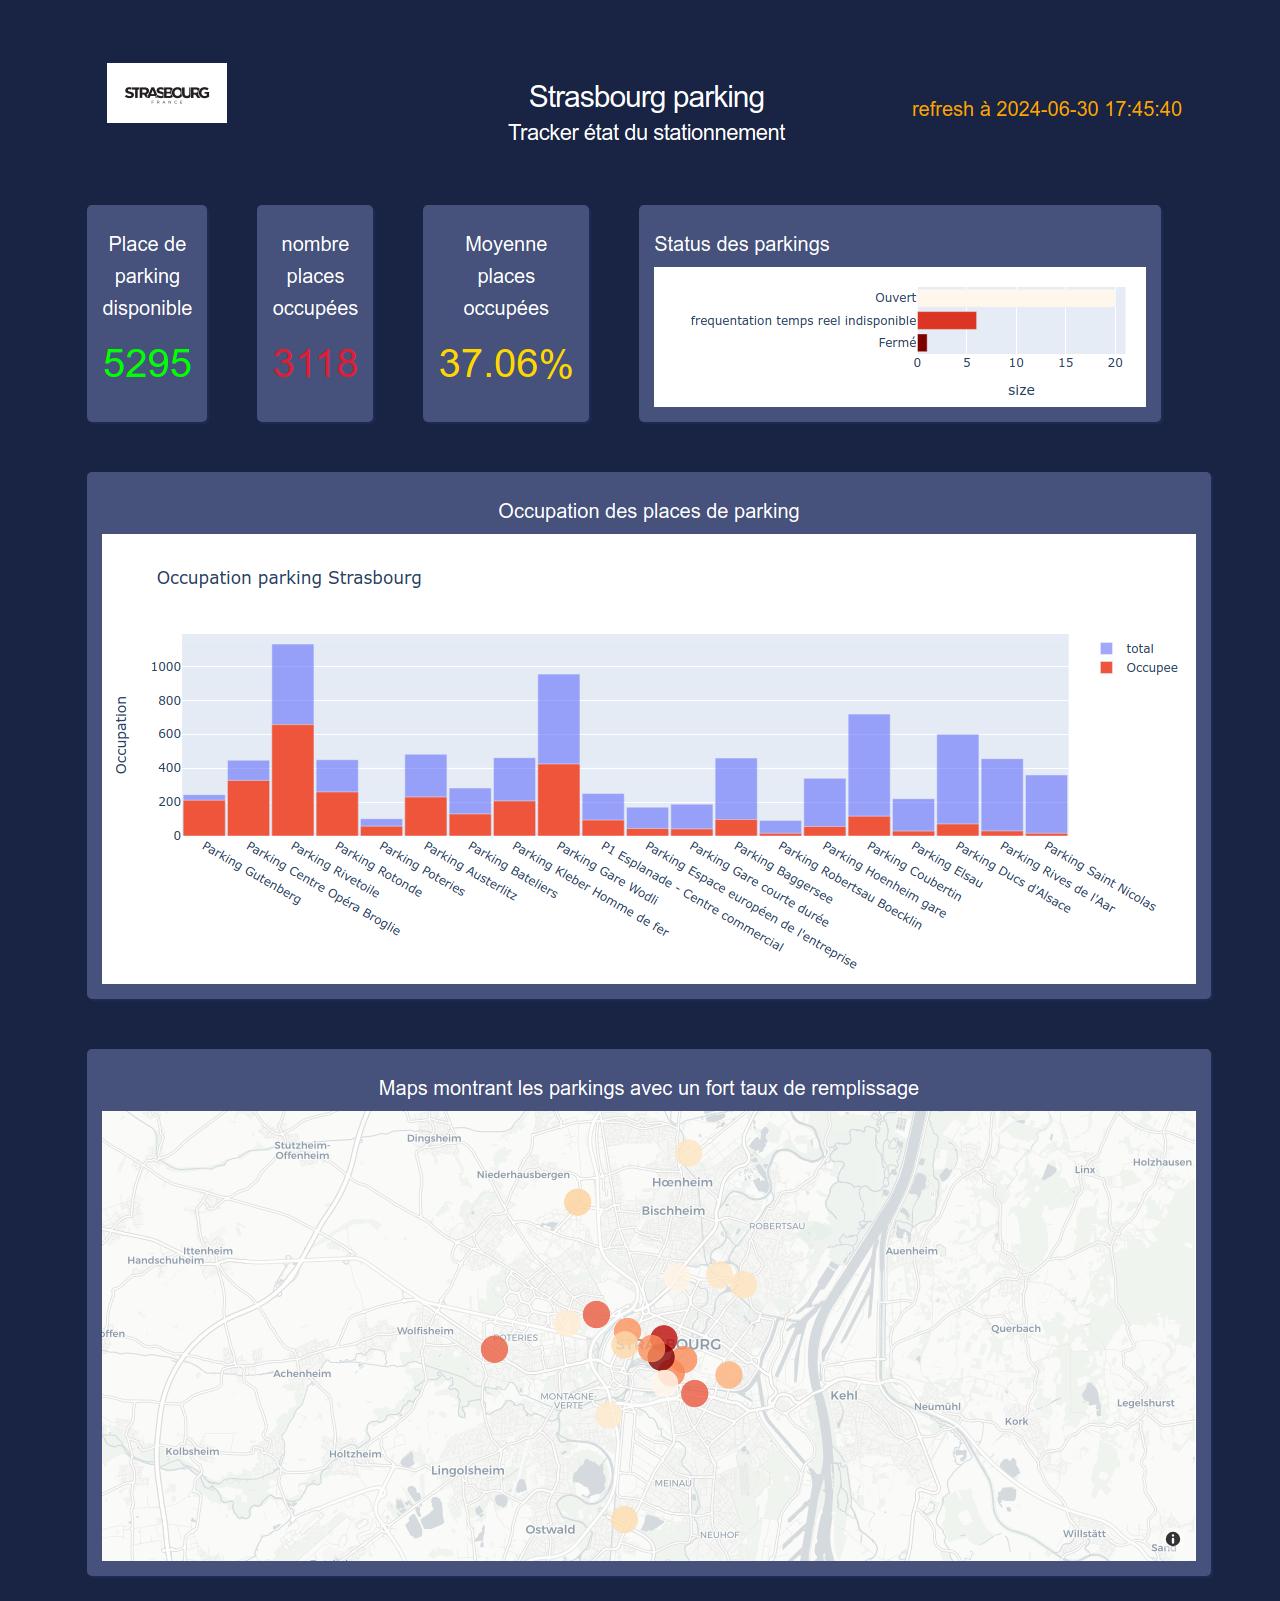 STRASBOURG
FRANCE
Strasbourg parking
Tracker état du stationnement
refresh à 2024-06-30 17:45:40
Place de
parking
disponible
5295
nombre
places
occupées
3118
Moyenne
places
occupées
37.06%
Status des parkings
Ouvert
frequentation temps reel indisponible
Fermé
0 5 10 15 20
size
Occupation des places de parking
Occupation parking Strasbourg
total
Occupee
Occupation
1000
800
600
400
200
0
Parking Gutenberg
Parking Centre Opéra Broglie
Parking Rivetoile
Parking Rotonde
Parking Poteries
Parking Austerlitz
Parking Bateliers
Parking Kleber Homme de fer
Parking Gare Wodli
P1 Esplanade - Centre commercial
Parking Espace européen de l'entreprise
Parking Gare courte durée
Parking Baggersee
Parking Robertsau Boecklin
Parking Hoenheim gare
Parking Coubertin
Parking Elsau
Parking Ducs d'Alsace
Parking Rives de l'Aar
Parking Saint Nicolas
Maps montrant les parkings avec un fort taux de remplissage
Stutzheim-
Offenheim
Dingsheim
Niederhausbergen
Hœnheim
Linx
Holzhausen
Bischheim
ROBERTSAU
Ittenheim
Handschuheim
Auenheim
Wolfisheim
POTERIES
Querbach
Achenheim
MONTAGNE-
VERTE
Kehl
Neumühl
Legelshurst
Kork
Kolbsheim
Holtzheim
Lingolsheim
MEINAU
Ostwald
NEUHOF
Willstätt